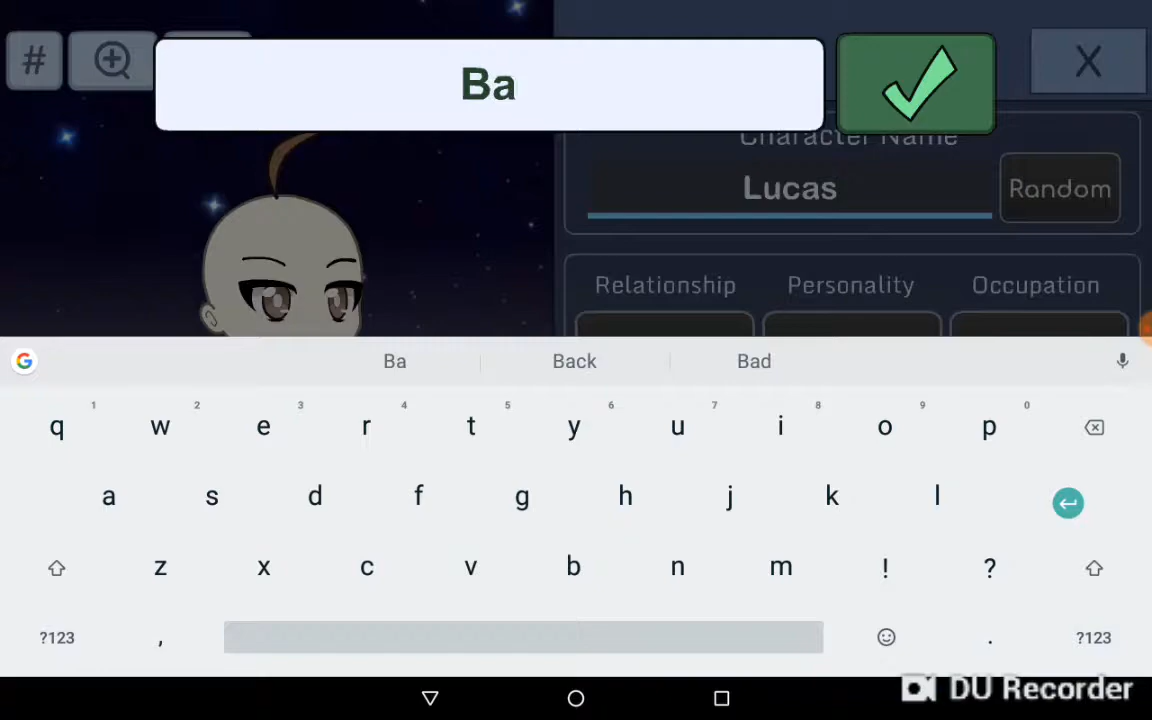 #
Ba
X
Character Name
Lucas
Random
Relationship Personality Occupation
G
Ba Back Bad
1 2 3 4 5 6 7 8 9 0
q w e r t y u i o p
a s d f g h j k l
z x c v b n m ! ?
?123 , . ?123
DU Recorder